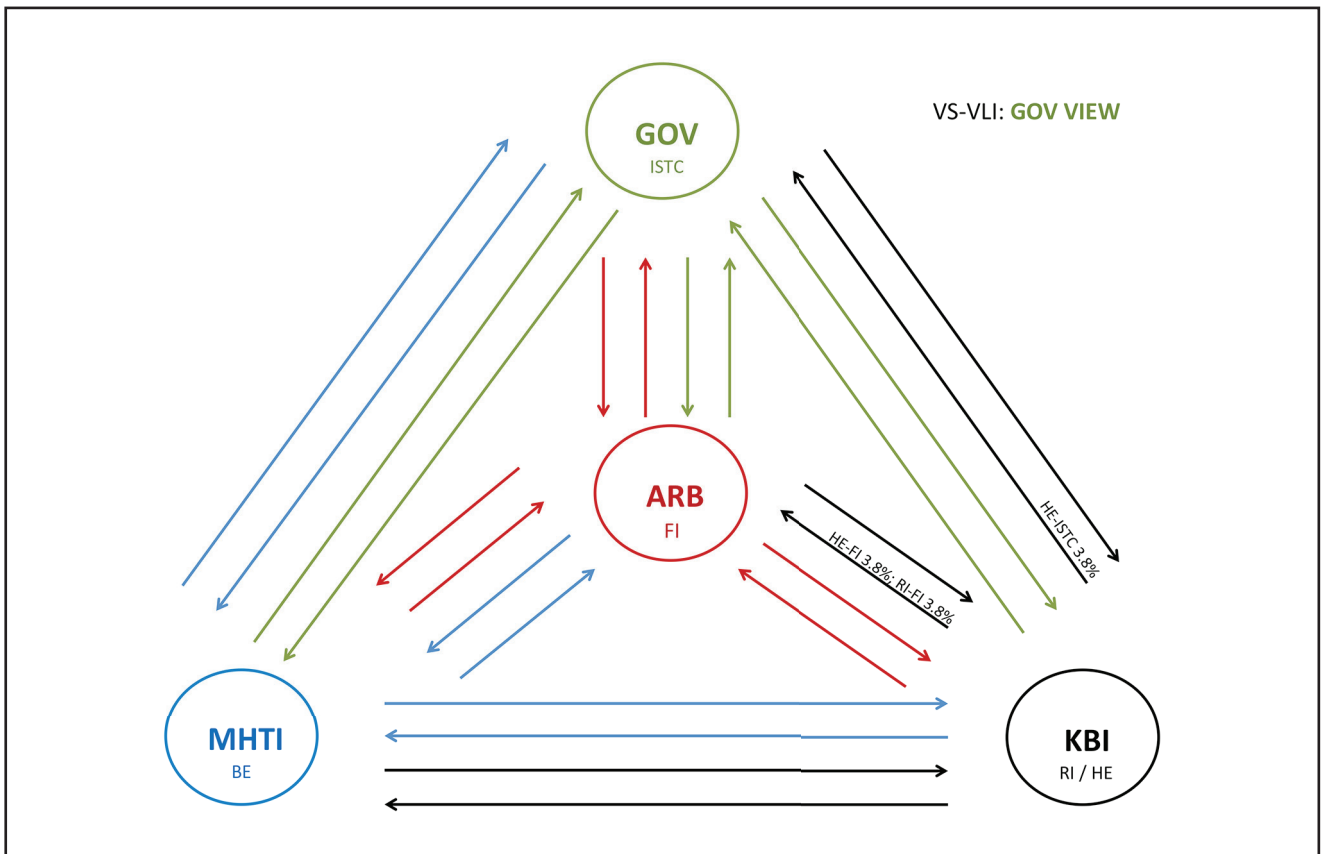 VS-VLI: GOV VIEW
GOV
ISTC
HE-ISTC 3.8%
ARB
FI
HE-FI 3.8%; RI-FI 3.8%
MHTI
BE
KBI
RI / HE